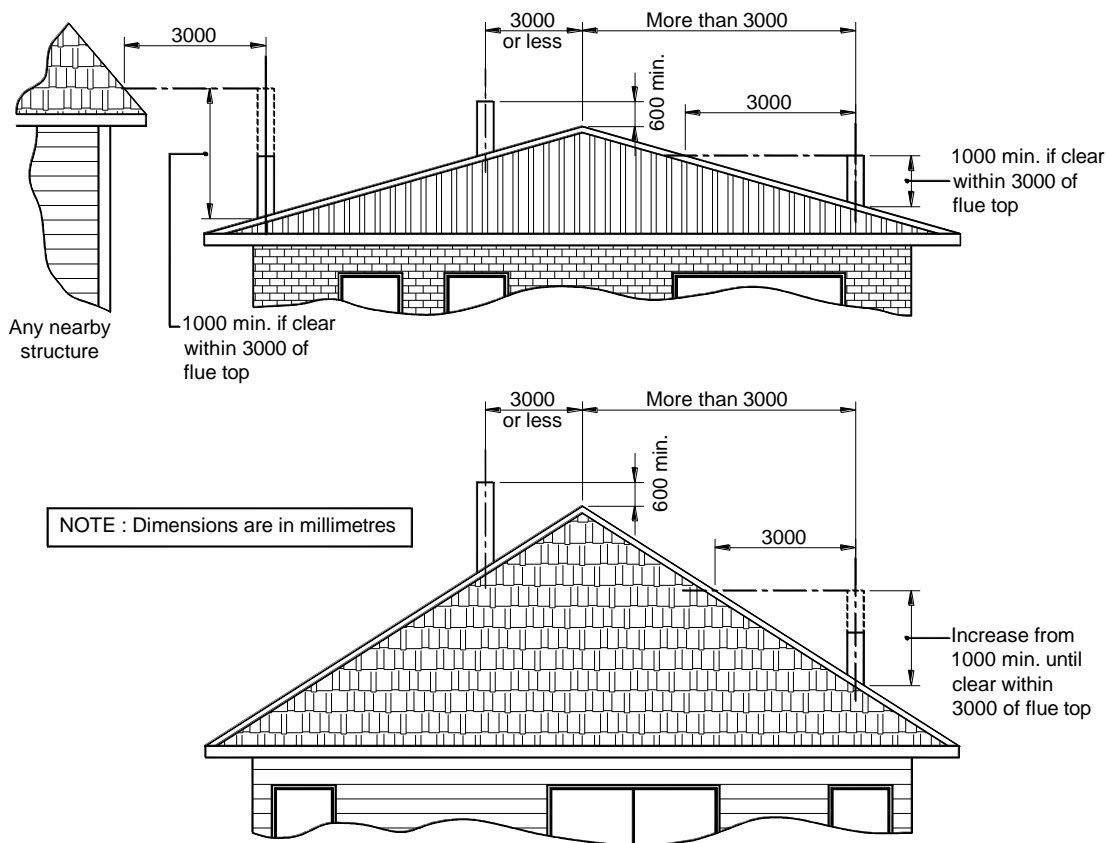 3000
3000
or less
More than 3000
600 min.
3000
1000 min. if clear
within 3000 of
flue top
Any nearby
structure
1000 min. if clear
within 3000 of
flue top
3000
or less
More than 3000
600 min.
NOTE : Dimensions are in millimetres
3000
Increase from
1000 min. until
clear within
3000 of flue top